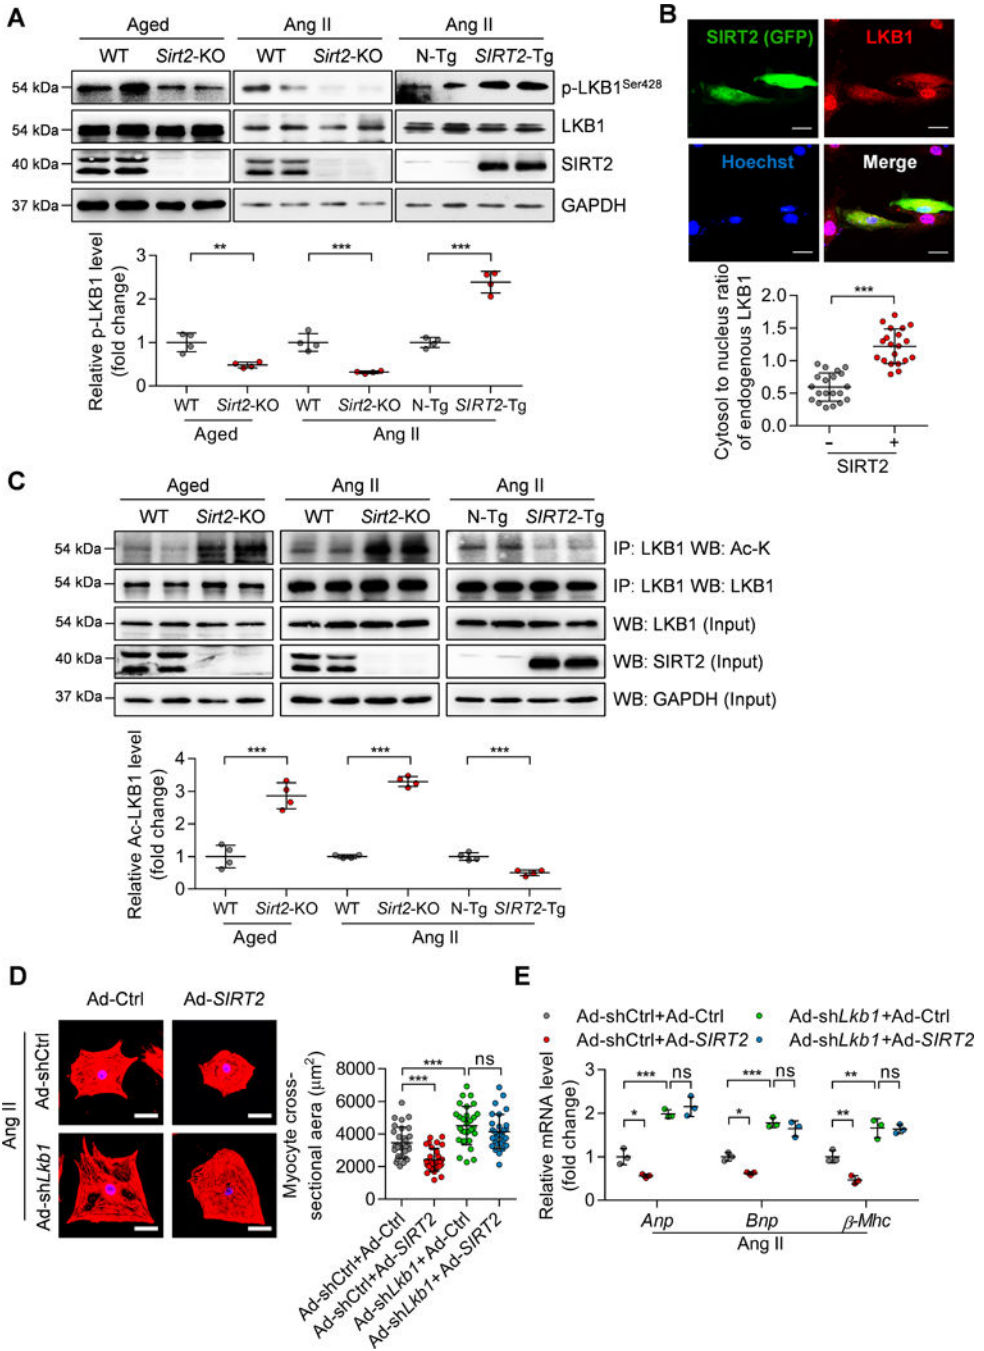 A
Aged
Ang II
Ang II
WT Sirt2-KO
WT Sirt2-KO
N-Tg SIRT2-Tg
54 kDa
p-LKB1Ser428
54 kDa
LKB1
40 kDa
SIRT2
37 kDa
GAPDH
Relative p-LKB1 level
(fold change)
3
2
1
0
**
***
***
WT Sirt2-KO WT Sirt2-KO N-Tg SIRT2-Tg
Aged
Ang II
B
SIRT2 (GFP)
LKB1
Hoechst
Merge
Cytosol to nucleus ratio
of endogenous LKB1
2.0
1.5
1.0
0.5
0.0
***
- +
SIRT2
C
Aged
Ang II
Ang II
WT Sirt2-KO
WT Sirt2-KO
N-Tg SIRT2-Tg
54 kDa
IP: LKB1 WB: Ac-K
54 kDa
IP: LKB1 WB: LKB1
54 kDa
WB: LKB1 (Input)
40 kDa
WB: SIRT2 (Input)
37 kDa
WB: GAPDH (Input)
Relative Ac-LKB1 level
(fold change)
4
3
2
1
0
***
***
***
WT Sirt2-KO WT Sirt2-KO N-Tg SIRT2-Tg
Aged
Ang II
D
Ad-Ctrl
Ad-SIRT2
Ang II
Ad-shCtrl
Ad-shLkb1
Myocyte cross-
sectional aera (μm2)
8000
6000
4000
2000
0
***
***
ns
Ad-shCtrl+Ad-Ctrl
Ad-shCtrl+Ad-SIRT2
Ad-shLkb1+Ad-Ctrl
Ad-shLkb1+Ad-SIRT2
E
Ad-shCtrl+Ad-Ctrl
Ad-shLkb1+Ad-Ctrl
Ad-shCtrl+Ad-SIRT2
Ad-shLkb1+Ad-SIRT2
Relative mRNA level
(fold change)
3
2
1
0
*** ns
*
*** ns
*
** ns
**
Anp
Bnp
β-Mhc
Ang II